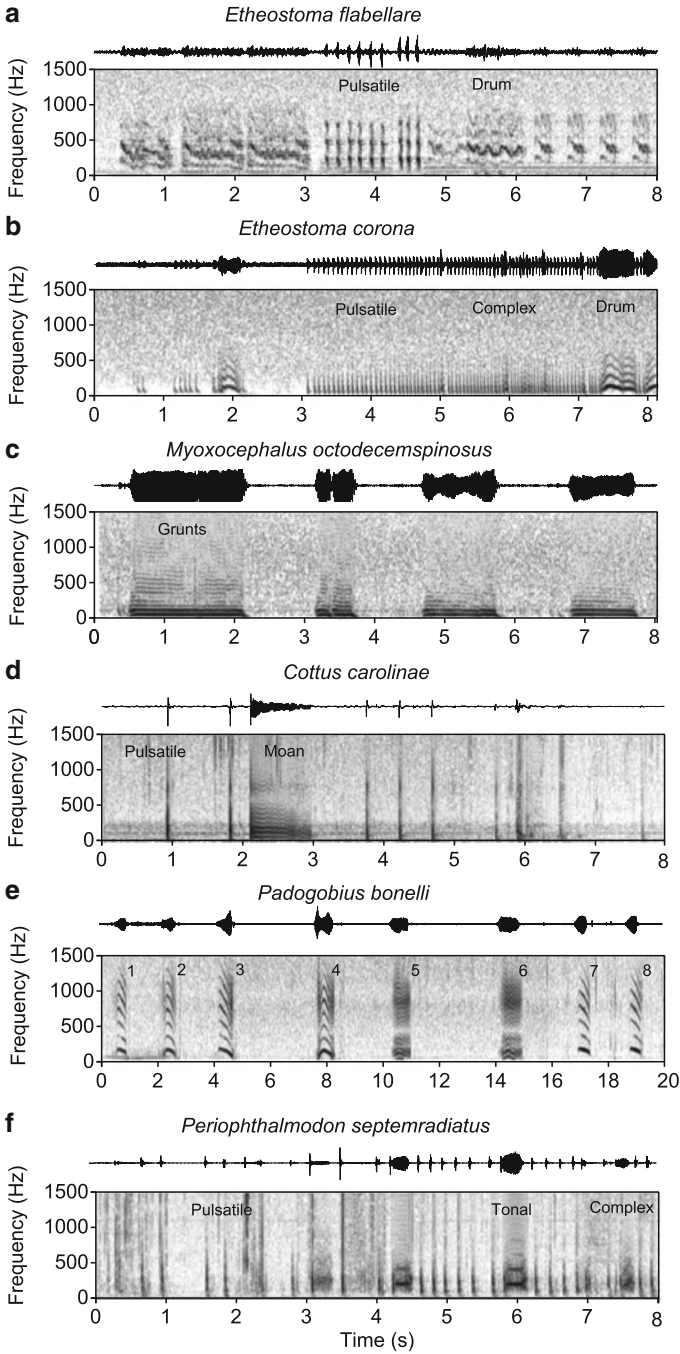 a
Etheostoma flabellare
Frequency (Hz)
1500
1000
500
0
Pulsatile Drum
0 1 2 3 4 5 6 7 8
b
Etheostoma corona
Frequency (Hz)
1500
1000
500
0
Pulsatile Complex Drum
0 1 2 3 4 5 6 7 8
c
Myoxocephalus octodecemspinosus
Frequency (Hz)
1500
1000
500
0
Grunts
0 1 2 3 4 5 6 7 8
d
Cottus carolinae
Frequency (Hz)
1500
1000
500
0
Pulsatile Moan
0 1 2 3 4 5 6 7 8
e
Padogobius bonelli
Frequency (Hz)
1500
1000
500
0
1 2 3 4 5 6 7 8
0 2 4 6 8 10 12 14 16 18 20
f
Periophthalmodon septemradiatus
Frequency (Hz)
1500
1000
500
0
Pulsatile Tonal Complex
0 1 2 3 4 5 6 7 8
Time (s)